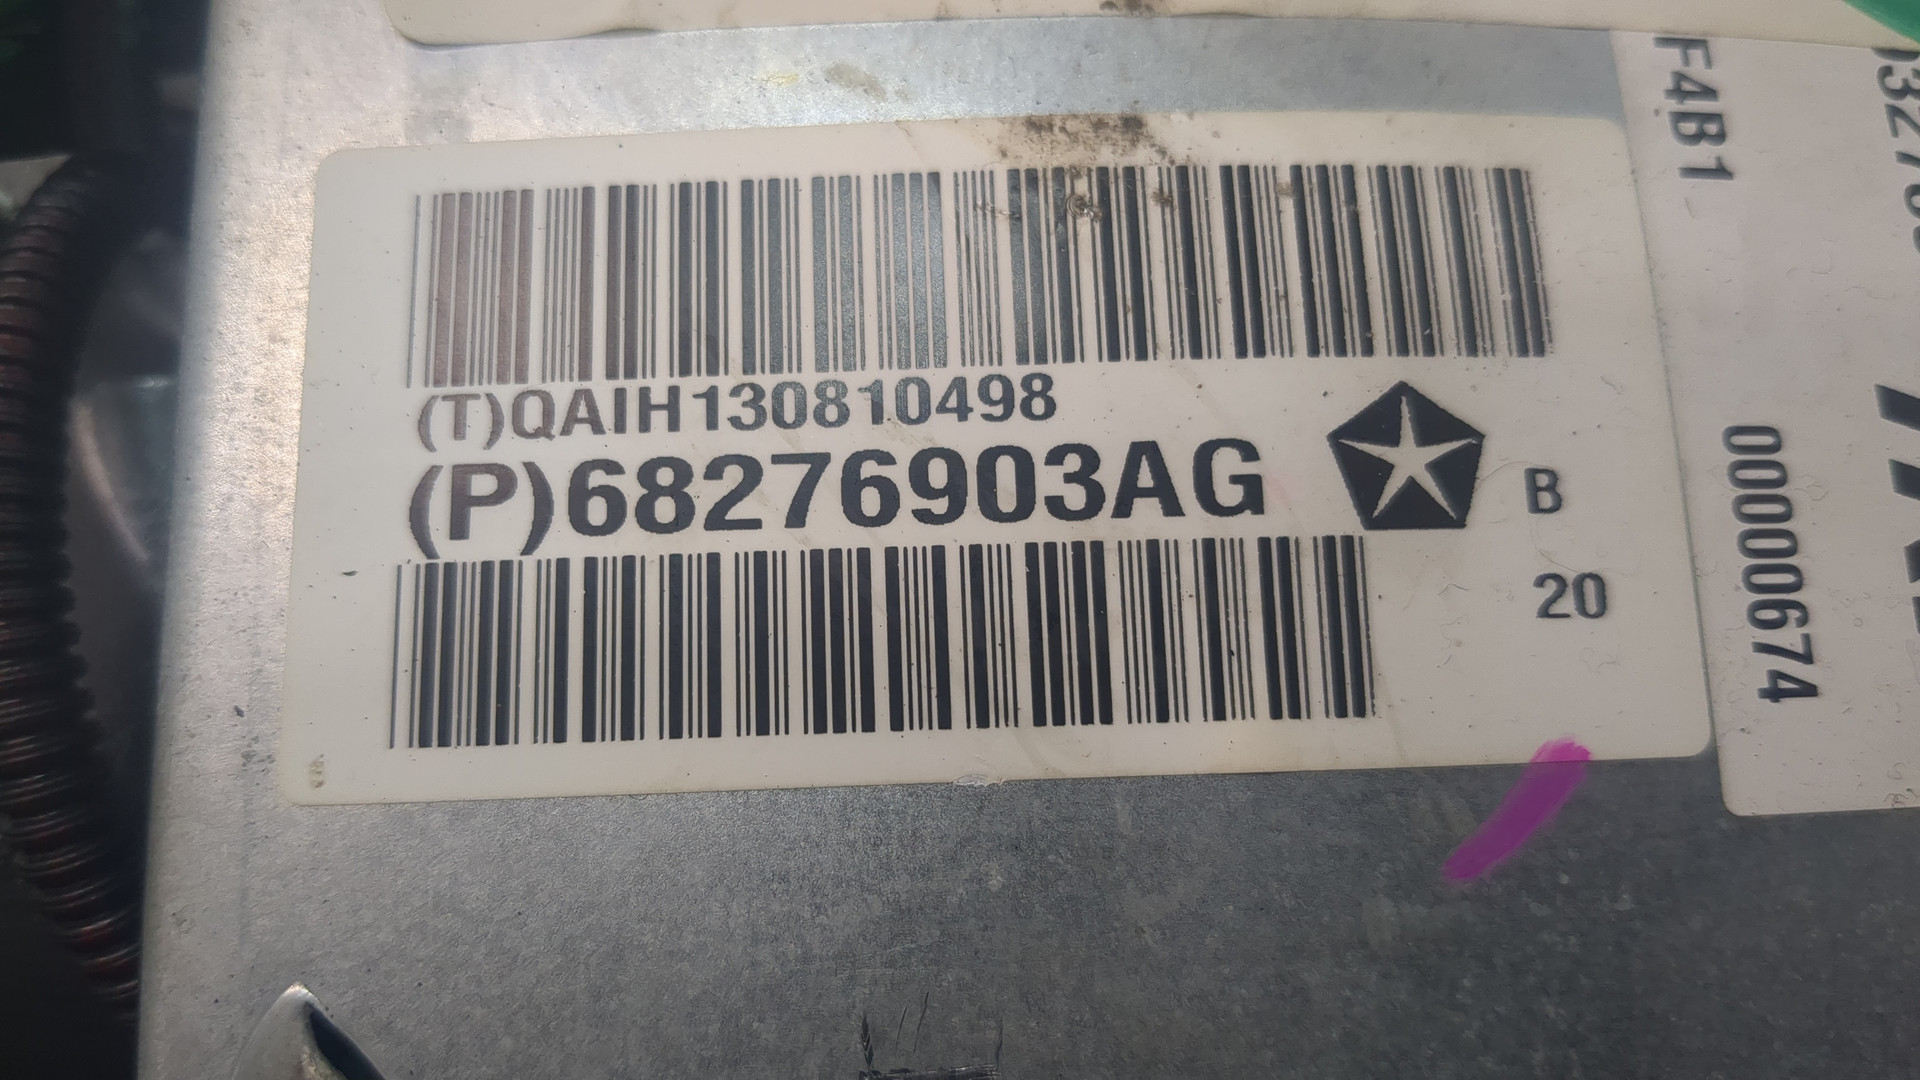 (T)QAIH130810498
(P)68276903AG
B
20
F4B1
00000674